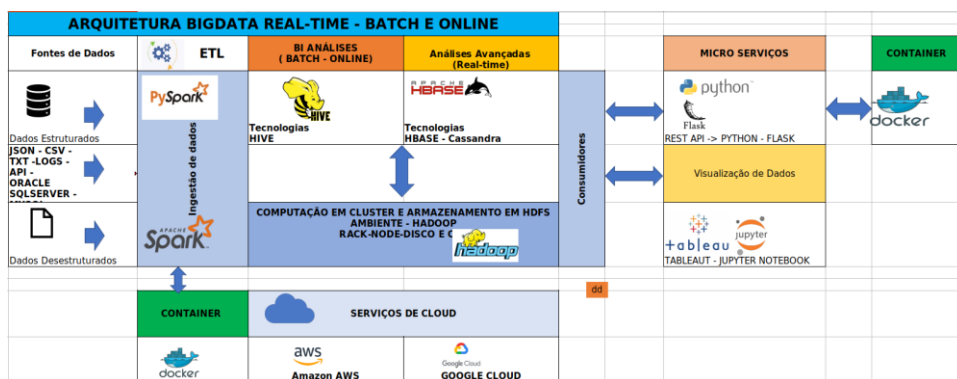 ARQUITETURA BIGDATA REAL-TIME - BATCH E ONLINE
Fontes de Dados
ETL
BI ANÁLISES
( BATCH - ONLINE)
Análises Avançadas
(Real-time)
MICRO SERVIÇOS
CONTAINER
PySpark
HIVE
APACHE
HBASE
python
Flask
docker
Dados Estruturados
Tecnologias
HIVE
Tecnologias
HBASE - Cassandra
REST API -> PYTHON - FLASK
JSON - CSV -
TXT -LOGS -
API -
ORACLE
SQLSERVER -
Ingestão de dados
Consumidores
Visualização de Dados
COMPUTAÇÃO EM CLUSTER E ARMAZENAMENTO EM HDFS
AMBIENTE - HADOOP
RACK-NODE-DISCO E
hadoop
APACHE
Spark
tableau
jupyter
Dados Desestruturados
TABLEAUT - JUPYTER NOTEBOOK
dd
CONTAINER
SERVIÇOS DE CLOUD
docker
aws
Amazon AWS
Google Cloud
GOOGLE CLOUD